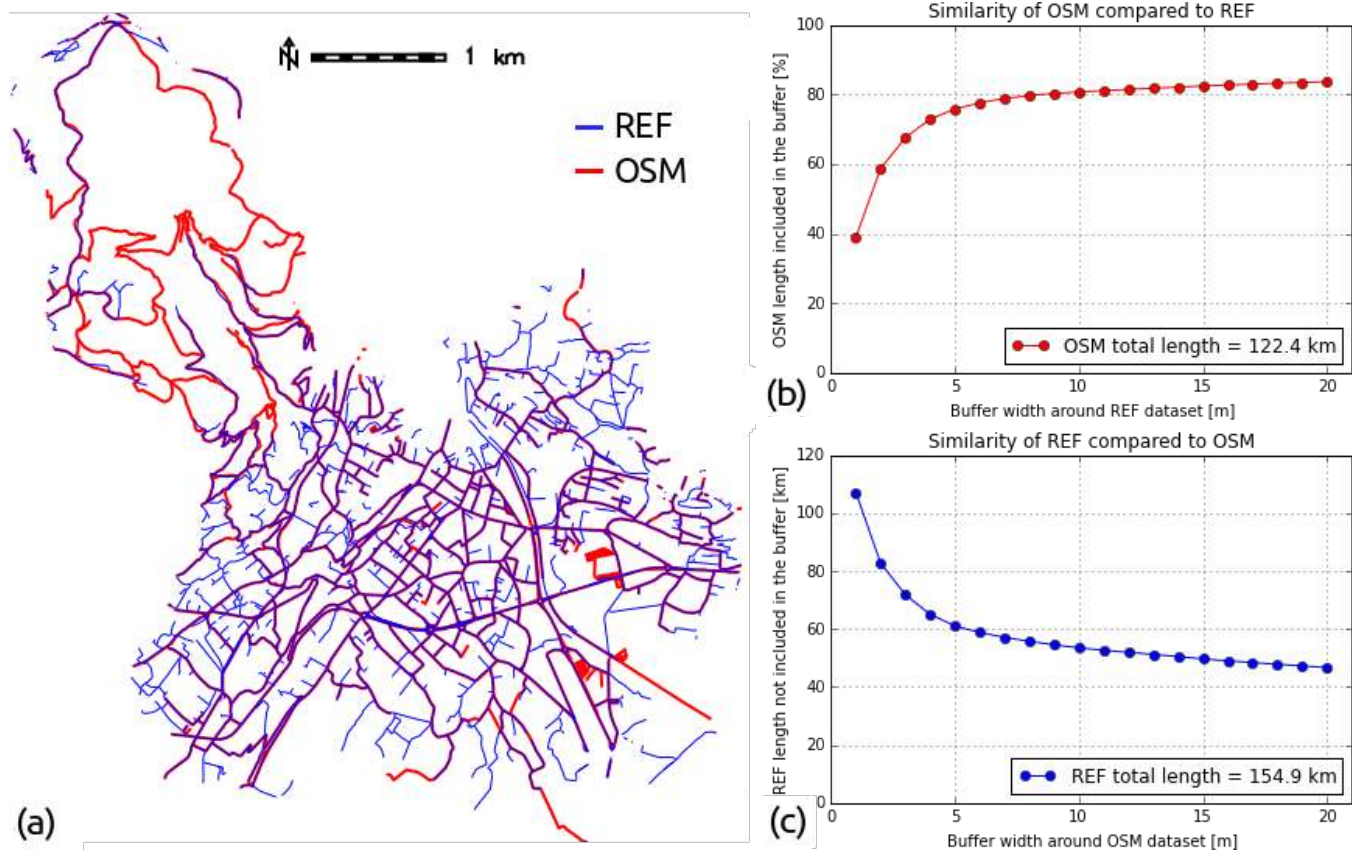 N
1 km
REF
OSM
(a)
Similarity of OSM compared to REF
OSM length included in the buffer [%]
100
80
60
40
20
0
0
5
10
15
20
OSM total length = 122.4 km
Buffer width around REF dataset [m]
(b)
Similarity of REF compared to OSM
REF length not included in the buffer [km]
120
100
80
60
40
20
0
0
5
10
15
20
REF total length = 154.9 km
Buffer width around OSM dataset [m]
(c)